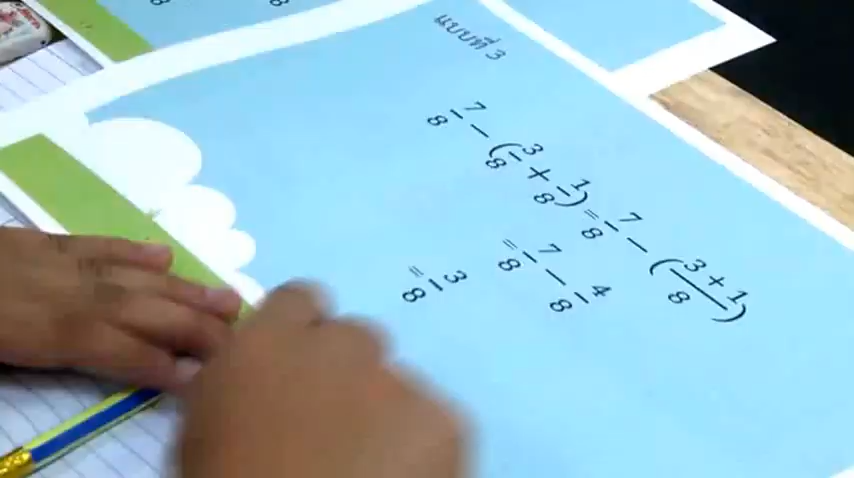 แบบที่ 3
7/8 - (3/8 + 1/8) = 7/8 - (3+1/8)
= 7/8 - 4/8
= 3/8